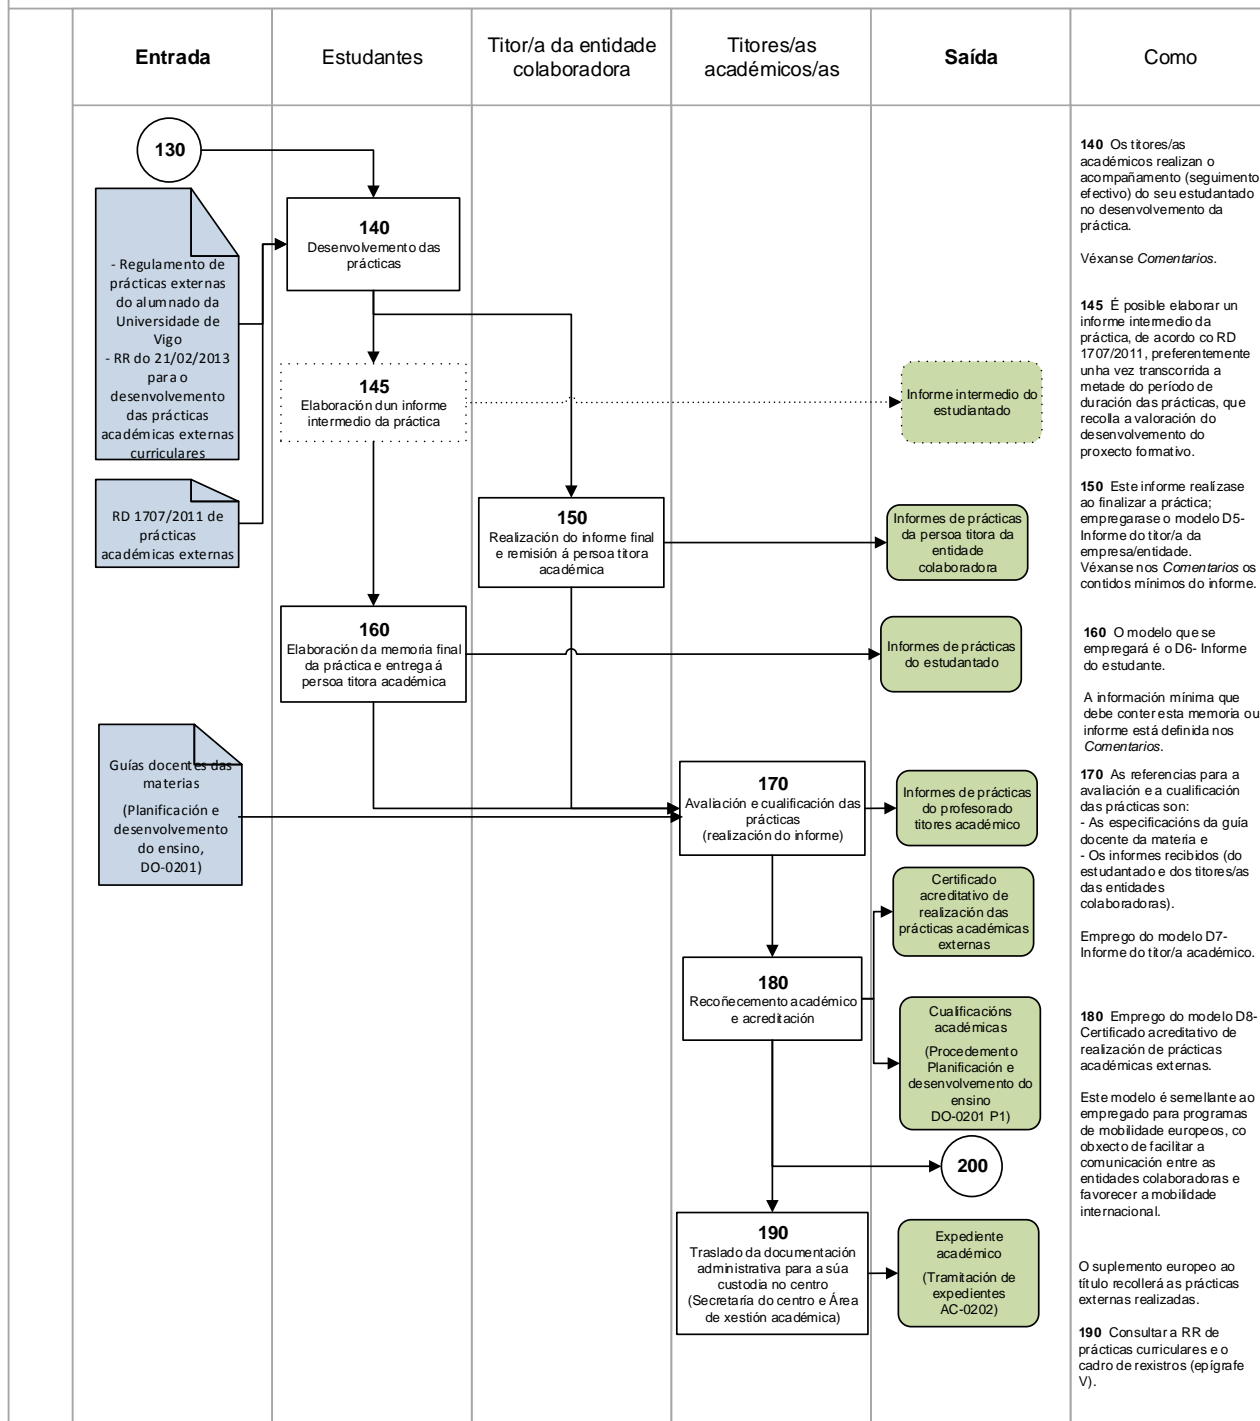 Entrada
Estudantes
Titor/a da entidade
colaboradora
Titores/as
académicos/as
Saída
Como
130
- Regulamento de
prácticas externas
do alumnado da
Universidade de
Vigo
- RR do 21/02/2013
para o
desenvolvemento
das prácticas
académicas externas
curriculares
RD 1707/2011 de
prácticas
académicas externas
140
Desenvolvemento das
prácticas
145
Elaboración dun informe
intermedio da práctica
Informe intermedio do
estudiantado
150
Realización do informe final
e remisión á persoa titora
académica
Informes de prácticas
da persoa titora da
entidade
colaboradora
160
Elaboración da memoria final
da práctica e entrega á
persoa titora académica
Informes de prácticas
do estudantado
Guías docentes das
materias
(Planificación e
desenvolvemento
do ensino,
DO-0201)
170
Avaliación e cualificación das
prácticas
(realización do informe)
Informes de prácticas
do profesorado
titores académico
Certificado
acreditativo de
realización das
prácticas académicas
externas
180
Recoñecemento académico
e acreditación
Cualificacións
académicas
(Procedemento
Planificación e
desenvolvemento do
ensino
DO-0201 P1)
200
190
Traslado da documentación
administrativa para a súa
custodia no centro
(Secretaría do centro e Área
de xestión académica)
Expediente
académico
(Tramitación de
expedientes
AC-0202)
140 Os titores/as
académicos realizan o
acompañamento (seguimento
efectivo) do seu estudantado
no desenvolvemento da
práctica.
Véxanse Comentarios.
145 É posible elaborar un
informe intermedio da
práctica, de acordo co RD
1707/2011, preferentemente
unha vez transcorrida a
metade do período de
duración das prácticas, que
recolla a valoración do
desenvolvemento do
proxecto formativo.
150 Este informe realízase
ao finalizar a práctica;
empregarase o modelo D5-
Informe do titor/a da
empresa/entidade.
Véxanse nos Comentarios os
contidos mínimos do informe.
160 O modelo que se
empregará é o D6- Informe
do estudante.
A información mínima que
debe conter esta memoria ou
informe está definida nos
Comentarios.
170 As referencias para a
avaliación e a cualificación
das prácticas son:
- As especificacións da guía
docente da materia e
- Os informes recibidos (do
estudantado e dos titores/as
das entidades
colaboradoras).
Emprego do modelo D7-
Informe do titor/a académico.
180 Emprego do modelo D8-
Certificado acreditativo de
realización de prácticas
académicas externas.
Este modelo é semellante ao
empregado para programas
de mobilidade europeos, co
obxecto de facilitar a
comunicación entre as
entidades colaboradoras e
favorecer a mobilidade
internacional.
O suplemento europeo ao
título recollerá as prácticas
externas realizadas.
190 Consultar a RR de
prácticas curriculares e o
cadro de rexistros (epígrafe
V).